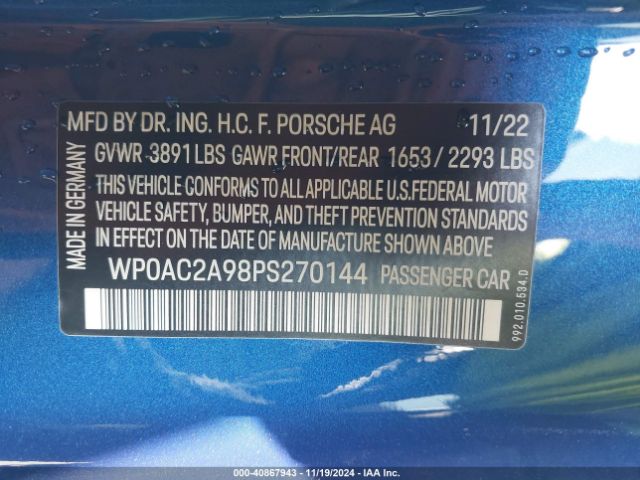 MFD BY DR. ING. H.C. F. PORSCHE AG 11/22
GVWR 3891 LBS GAWR FRONT/REAR 1653 / 2293 LBS
THIS VEHICLE CONFORMS TO ALL APPLICABLE U.S.FEDERAL MOTOR
VEHICLE SAFETY, BUMPER, AND THEFT PREVENTION STANDARDS
IN EFFECT ON THE DATE OF MANUFACTURE SHOWN ABOVE.
WP0AC2A98PS270144 PASSENGER CAR
MADE IN GERMANY
992.010.534.D
000-40867943 - 11/19/2024 - IAA Inc.